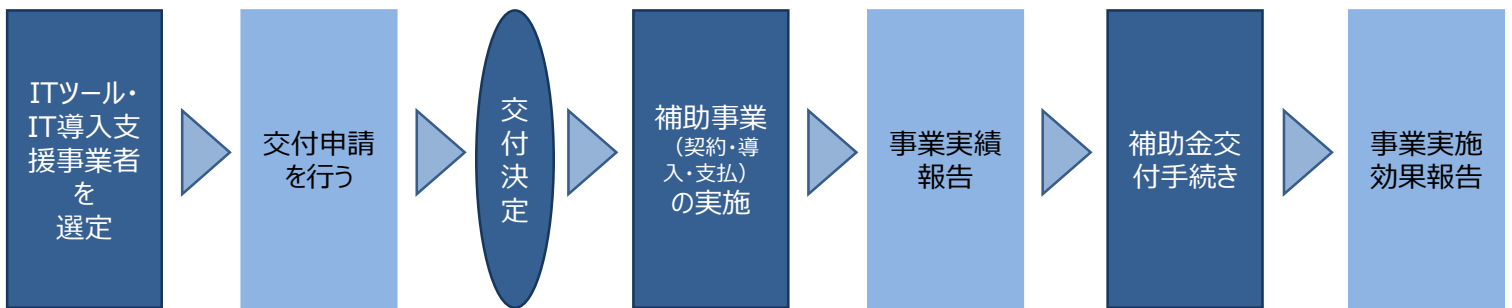 ITツール・
IT導入支
援事業者
を
選定
交付申請
を行う
交
付
決
定
補助事業
（契約・導
入・支払）
の実施
事業実績
報告
補助金交
付手続き
事業実施
効果報告